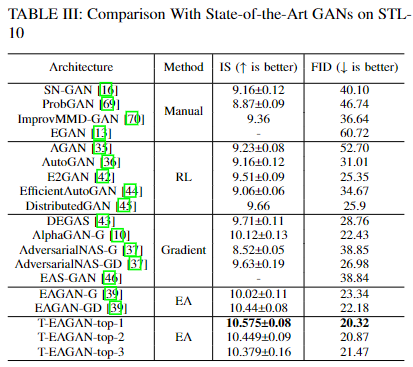 TABLE III: Comparison With State-of-the-Art GANs on STL-
10
Architecture Method IS (↑ is better) FID (↓ is better)
SN-GAN [16] 9.16±0.12 40.10
ProbGAN [69] 8.87±0.09 46.74
Manual
ImprovMMD-GAN [70] 9.36 36.64
EGAN [13] - 60.72
AGAN [35] 9.23±0.08 52.70
AutoGAN [36] 9.16±0.12 31.01
E2GAN [42] RL 9.51±0.09 25.35
EfficientAutoGAN [44] 9.06±0.06 34.67
DistributedGAN [45] 9.66 25.9
DEGAS [43] 9.71±0.11 28.76
AlphaGAN-G [10] 10.12±0.13 22.43
AdversarialNAS-G [37] Gradient 8.52±0.05 38.85
AdversarialNAS-GD [37] 9.63±0.19 26.98
EAS-GAN [46] - 38.84
EAGAN-G [39] 10.02±0.11 23.34
EA
EAGAN-GD [39] 10.44±0.08 22.18
T-EAGAN-top-1 10.575±0.08 20.32
T-EAGAN-top-2 EA 10.449±0.09 20.87
T-EAGAN-top-3 10.379±0.16 21.47